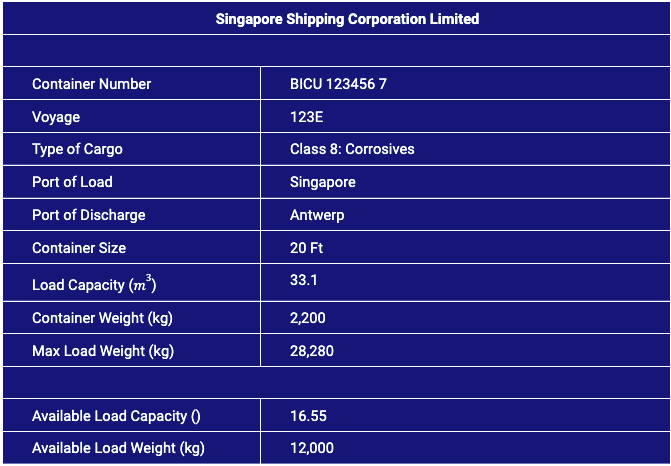 Singapore Shipping Corporation Limited
Container Number BICU 123456 7
Voyage 123E
Type of Cargo Class 8: Corrosives
Port of Load Singapore
Port of Discharge Antwerp
Container Size 20 Ft
Load Capacity (m³) 33.1
Container Weight (kg) 2,200
Max Load Weight (kg) 28,280
Available Load Capacity () 16.55
Available Load Weight (kg) 12,000